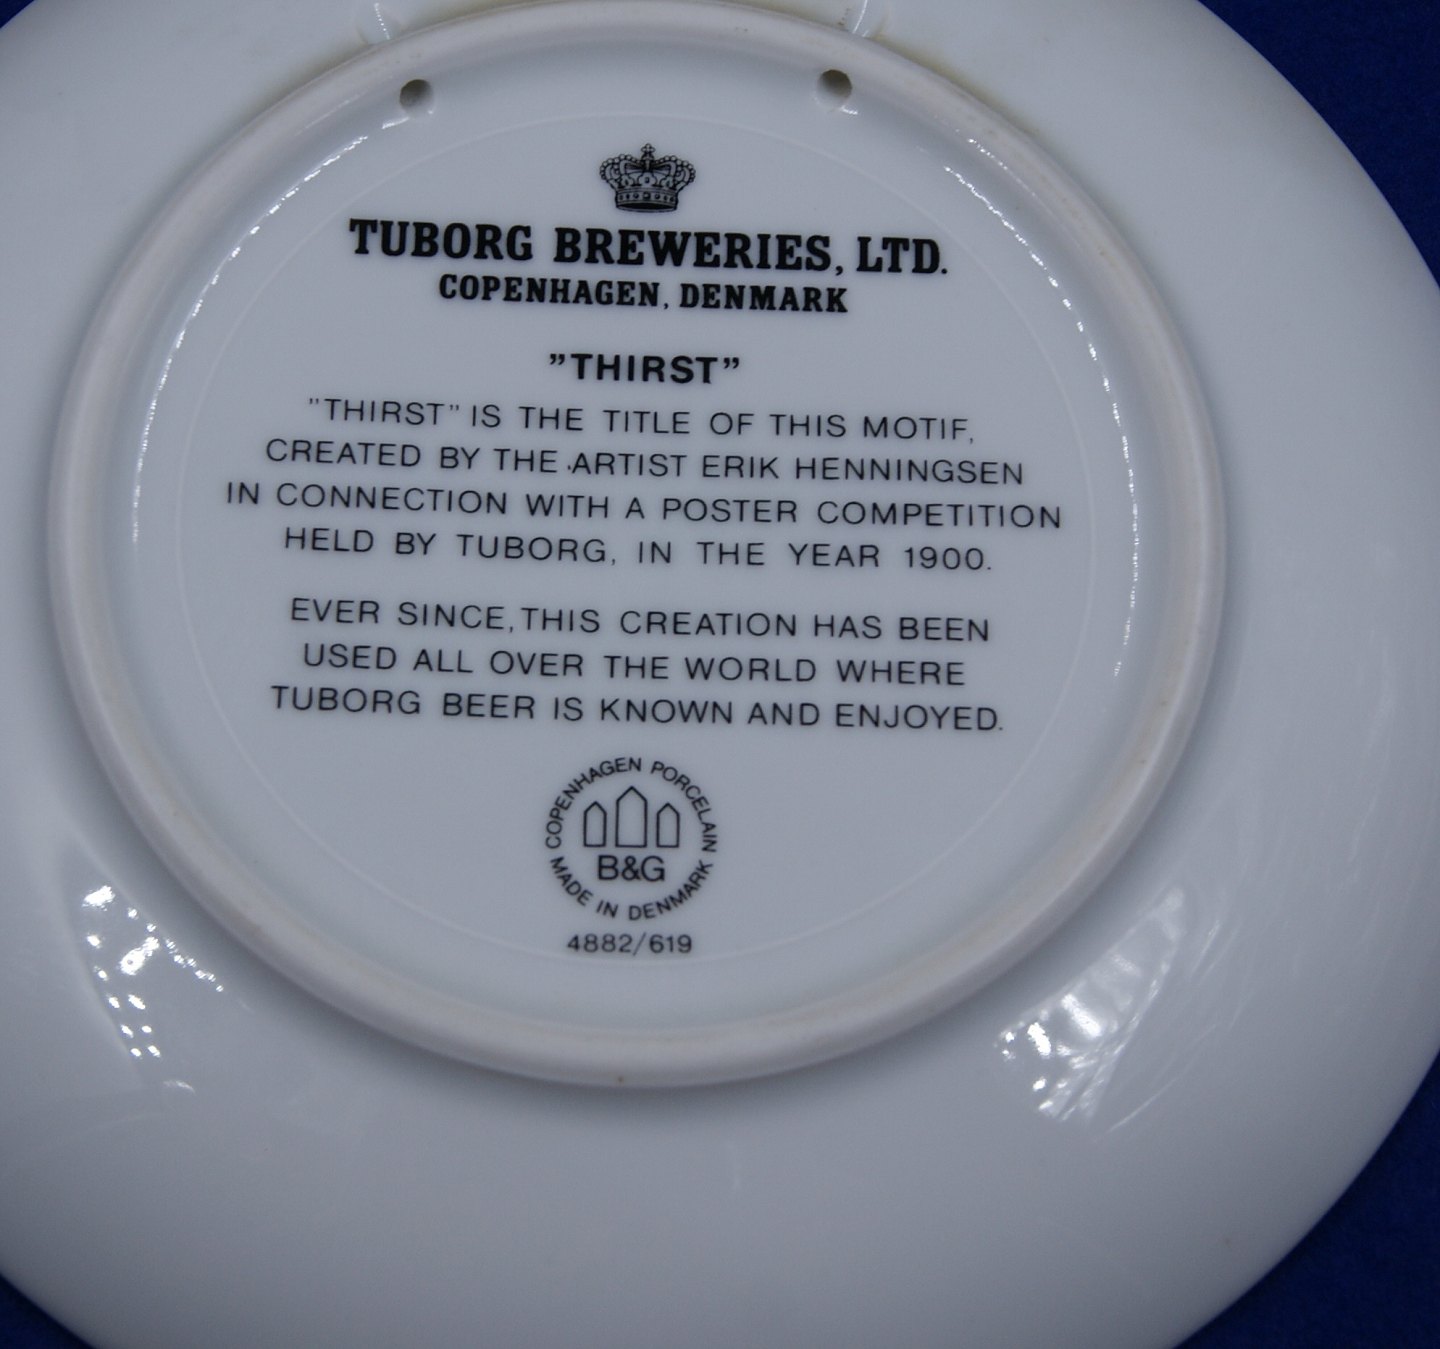 TUBORG BREWERIES, LTD.
COPENHAGEN, DENMARK
"THIRST"
"THIRST" IS THE TITLE OF THIS MOTIF,
CREATED BY THE ARTIST ERIK HENNINGSEN
IN CONNECTION WITH A POSTER COMPETITION
HELD BY TUBORG, IN THE YEAR 1900.
EVER SINCE, THIS CREATION HAS BEEN
USED ALL OVER THE WORLD WHERE
TUBORG BEER IS KNOWN AND ENJOYED.
COPENHAGEN PORCELAIN
B&G
MADE IN DENMARK
4882/619